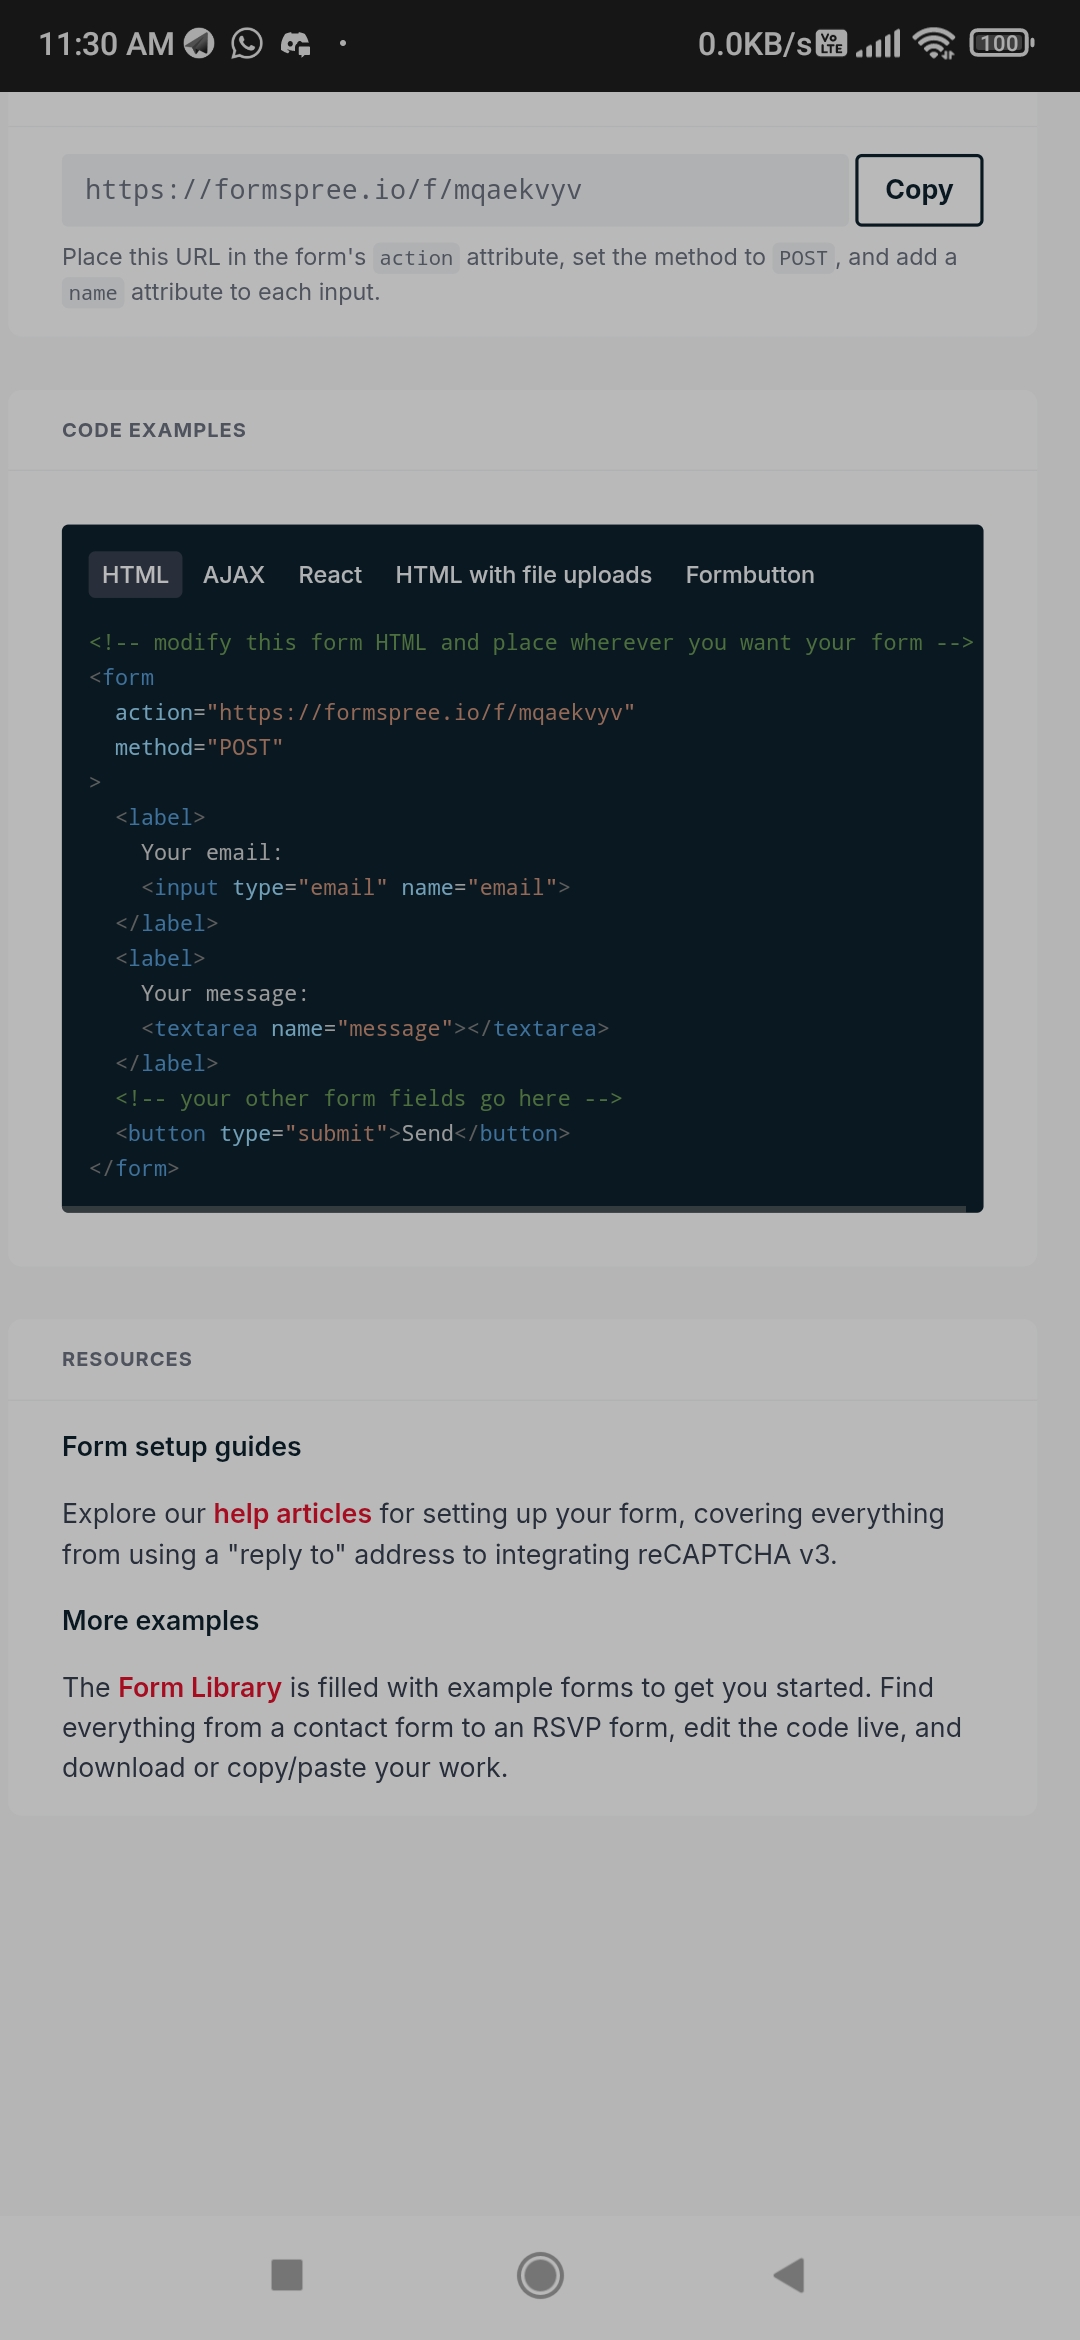 11:30 AM
0.0KB/s Vo LTE 100
https://formspree.io/f/mqaekvyv
Copy
Place this URL in the form's action attribute, set the method to POST, and add a
name attribute to each input.
CODE EXAMPLES
HTML AJAX React HTML with file uploads Formbutton
<!-- modify this form HTML and place wherever you want your form -->
<form
  action="https://formspree.io/f/mqaekvyv"
  method="POST"
>
  <label>
    Your email:
    <input type="email" name="email">
  </label>
  <label>
    Your message:
    <textarea name="message"></textarea>
  </label>
  <!-- your other form fields go here -->
  <button type="submit">Send</button>
</form>
RESOURCES
Form setup guides
Explore our help articles for setting up your form, covering everything
from using a "reply to" address to integrating reCAPTCHA v3.
More examples
The Form Library is filled with example forms to get you started. Find
everything from a contact form to an RSVP form, edit the code live, and
download or copy/paste your work.